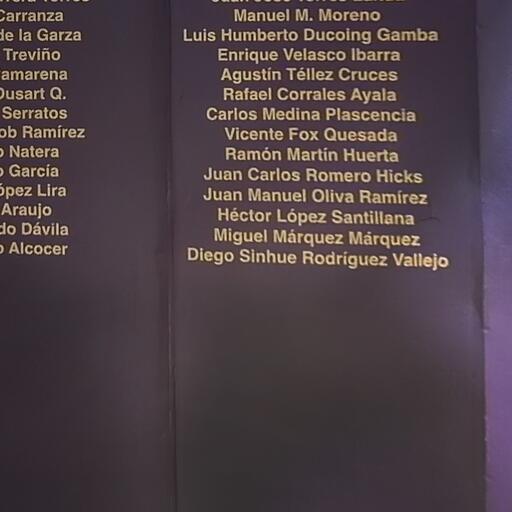 Carranza
de la Garza
Treviño
amarena
Dusart Q.
Serratos
ob Ramírez
o Natera
o García
ópez Lira
Araujo
do Dávila
o Alcocer
Manuel M. Moreno
Luis Humberto Ducoing Gamba
Enrique Velasco Ibarra
Agustín Téllez Cruces
Rafael Corrales Ayala
Carlos Medina Plascencia
Vicente Fox Quesada
Ramón Martín Huerta
Juan Carlos Romero Hicks
Juan Manuel Oliva Ramírez
Héctor López Santillana
Miguel Márquez Márquez
Diego Sinhue Rodríguez Vallejo